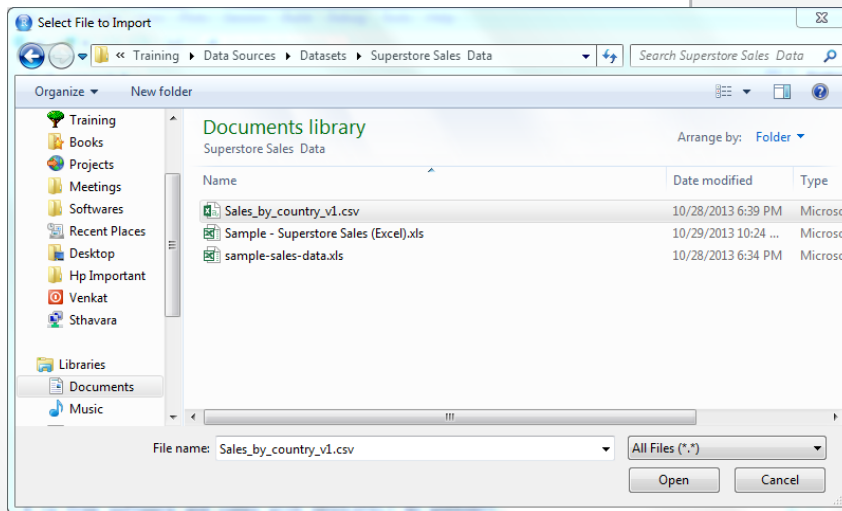 Select File to Import
« Training ▸ Data Sources ▸ Datasets ▸ Superstore Sales Data
Search Superstore Sales Data
Organize
New folder
Training
Books
Projects
Meetings
Softwares
Recent Places
Desktop
Hp Important
Venkat
Sthavara
Libraries
Documents
Music
Documents library
Superstore Sales Data
Arrange by: Folder
Name Date modified Type
Sales_by_country_v1.csv 10/28/2013 6:39 PM Microso
Sample - Superstore Sales (Excel).xls 10/29/2013 10:24 ... Microso
sample-sales-data.xls 10/28/2013 6:34 PM Microso
File name: Sales_by_country_v1.csv
All Files (*.*)
Open Cancel